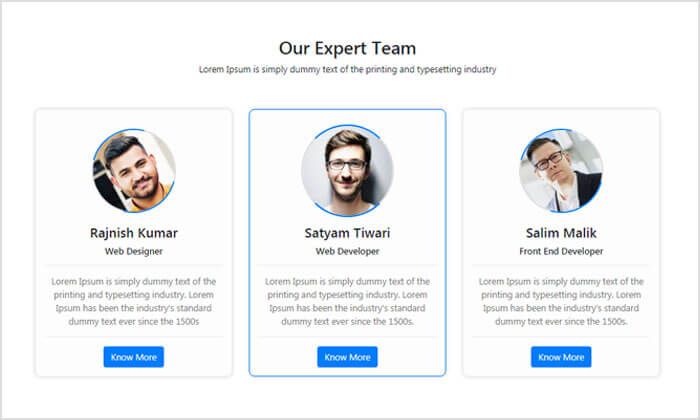 Our Expert Team
Lorem Ipsum is simply dummy text of the printing and typesetting industry
Rajnish Kumar
Web Designer
Lorem Ipsum is simply dummy text of the
printing and typesetting industry. Lorem
Ipsum has been the industry's standard
dummy text ever since the 1500s
Know More
Satyam Tiwari
Web Developer
Lorem Ipsum is simply dummy text of the
printing and typesetting industry. Lorem
Ipsum has been the industry's standard
dummy text ever since the 1500s.
Know More
Salim Malik
Front End Developer
Lorem Ipsum is simply dummy text of the
printing and typesetting industry. Lorem
Ipsum has been the industry's standard
dummy text ever since the 1500s.
Know More